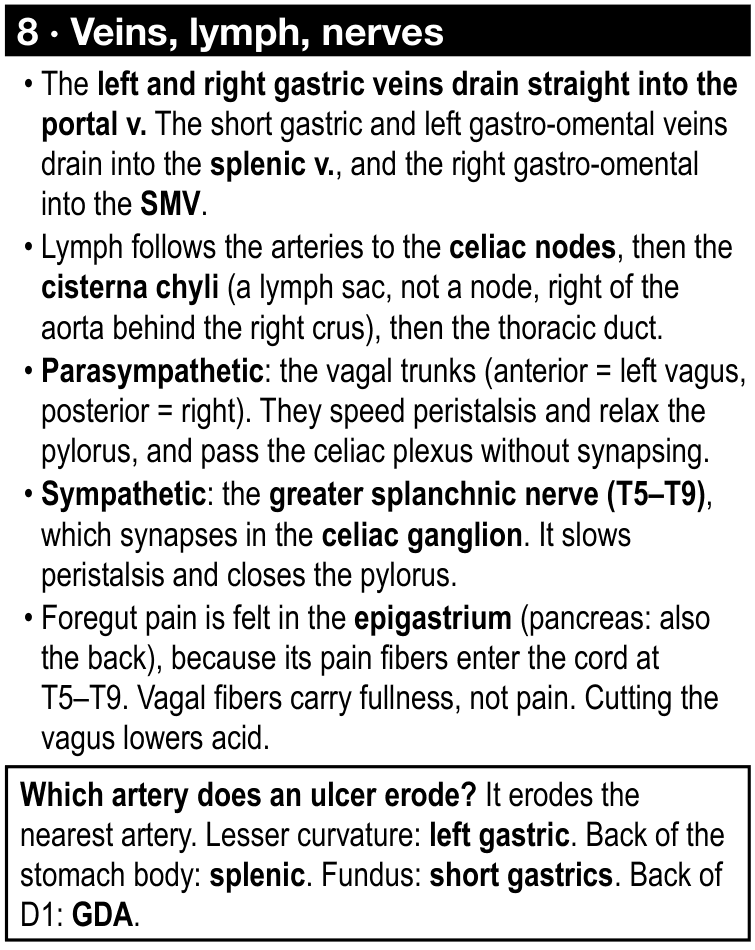 8 · Veins, lymph, nerves
• The left and right gastric veins drain straight into the
portal v. The short gastric and left gastro-omental veins
drain into the splenic v., and the right gastro-omental
into the SMV.
• Lymph follows the arteries to the celiac nodes, then the
cisterna chyli (a lymph sac, not a node, right of the
aorta behind the right crus), then the thoracic duct.
• Parasympathetic: the vagal trunks (anterior = left vagus,
posterior = right). They speed peristalsis and relax the
pylorus, and pass the celiac plexus without synapsing.
• Sympathetic: the greater splanchnic nerve (T5–T9),
which synapses in the celiac ganglion. It slows
peristalsis and closes the pylorus.
• Foregut pain is felt in the epigastrium (pancreas: also
the back), because its pain fibers enter the cord at
T5–T9. Vagal fibers carry fullness, not pain. Cutting the
vagus lowers acid.
Which artery does an ulcer erode? It erodes the
nearest artery. Lesser curvature: left gastric. Back of the
stomach body: splenic. Fundus: short gastrics. Back of
D1: GDA.